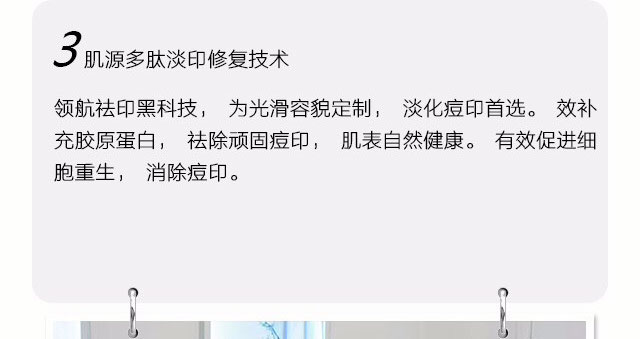 3 肌源多肽淡印修复技术
领航祛印黑科技， 为光滑容貌定制， 淡化痘印首选。 效补
充胶原蛋白， 祛除顽固痘印， 肌表自然健康。 有效促进细
胞重生， 消除痘印。